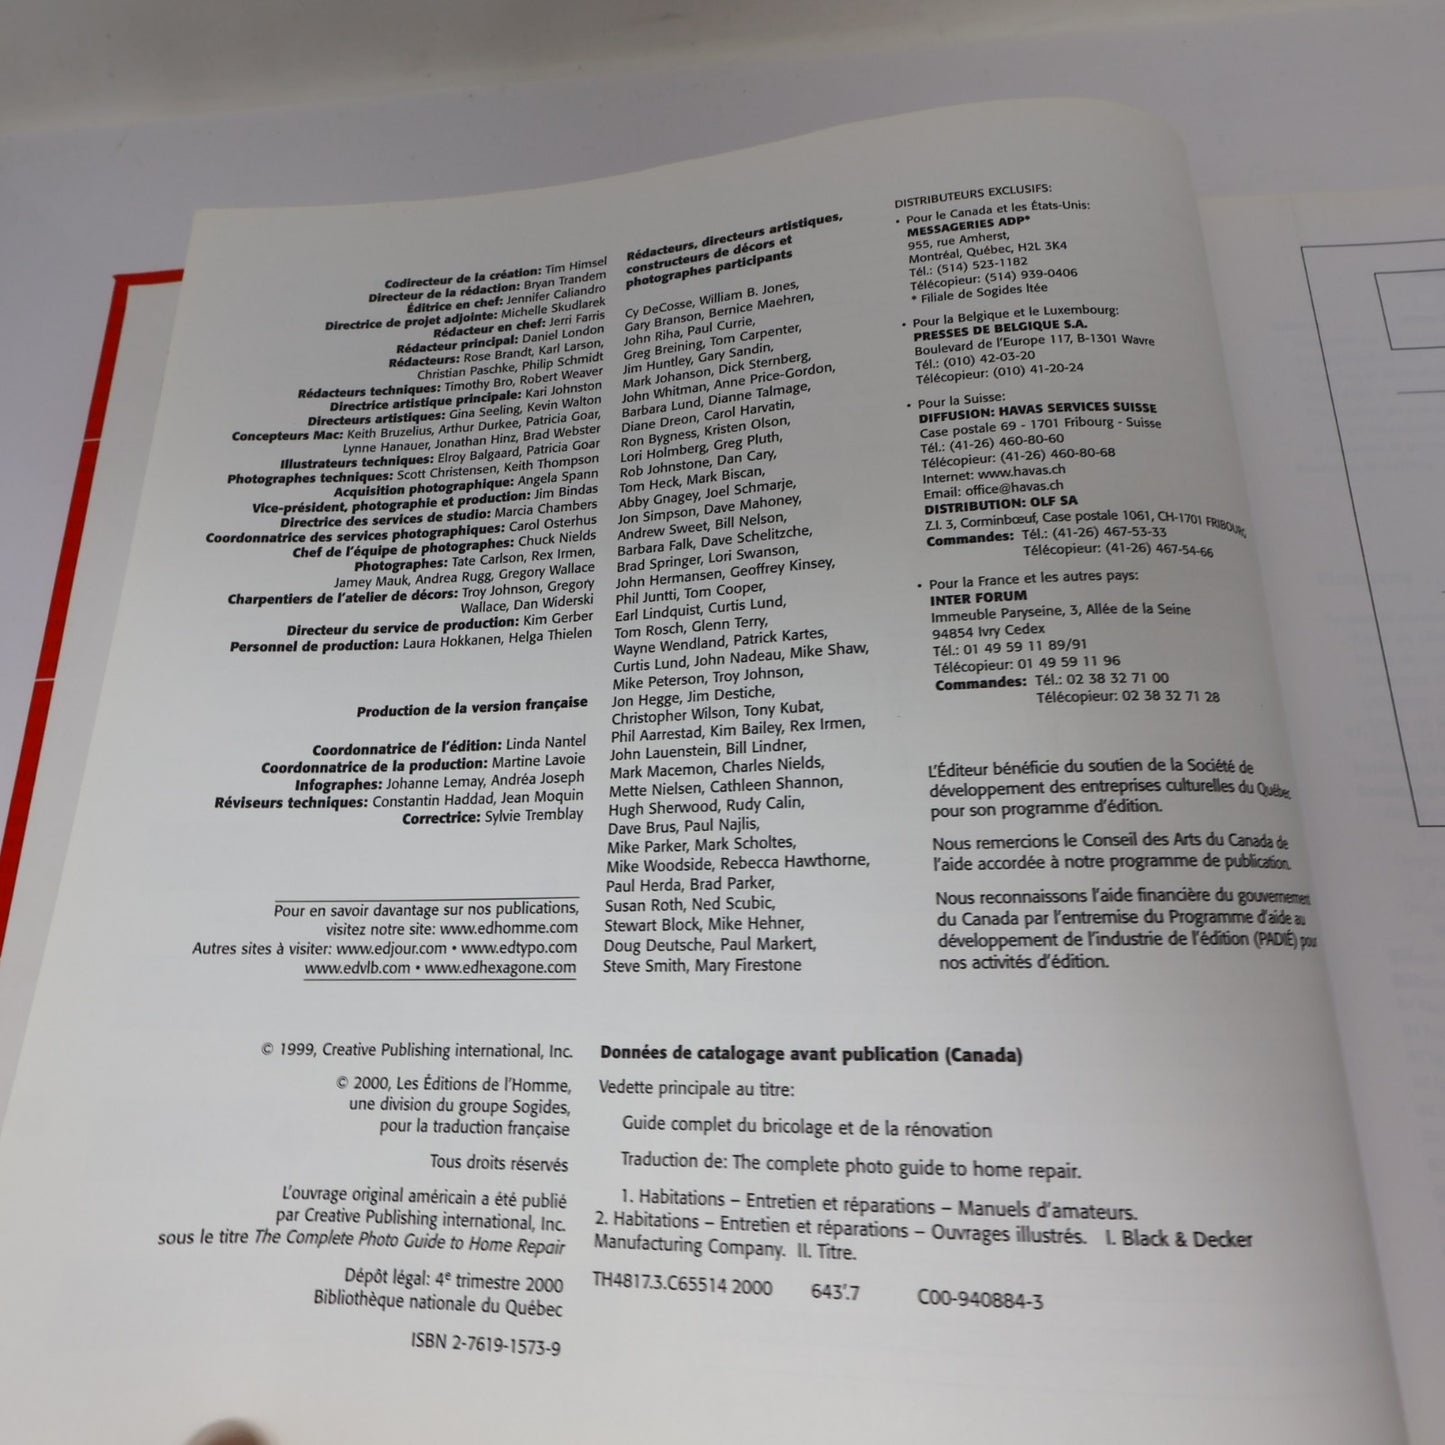 Codirecteur de la création: Tim Himsel
Directeur de la rédaction: Bryan Trandem
Éditrice en chef: Jennifer Caliandro
Directrice de projet adjointe: Michelle Skudlarek
Rédacteur en chef: Jerri Farris
Rédacteur principal: Daniel London
Rédacteurs: Rose Brandt, Karl Larson,
Christian Paschke, Philip Schmidt
Rédacteurs techniques: Timothy Bro, Robert Weaver
Directrice artistique principale: Kari Johnston
Directeurs artistiques: Gina Seeling, Kevin Walton
Concepteurs Mac: Keith Bruzelius, Arthur Durkee, Patricia Goar,
Lynne Hanauer, Jonathan Hinz, Brad Webster
Illustrateurs techniques: Elroy Balgaard, Patricia Goar
Photographes techniques: Scott Christensen, Keith Thompson
Acquisition photographique: Angela Spann
Vice-président, photographie et production: Jim Bindas
Directrice des services de studio: Marcia Chambers
Coordonnatrice des services photographiques: Carol Osterhus
Chef de l'équipe de photographes: Chuck Nields
Photographes: Tate Carlson, Rex Irmen,
Jamey Mauk, Andrea Rugg, Gregory Wallace
Charpentiers de l'atelier de décors: Troy Johnson, Gregory
Wallace, Dan Widerski
Directeur du service de production: Kim Gerber
Personnel de production: Laura Hokkanen, Helga Thielen
Production de la version française
Coordonnatrice de l'édition: Linda Nantel
Coordonnatrice de la production: Martine Lavoie
Infographes: Johanne Lemay, Andréa Joseph
Réviseurs techniques: Constantin Haddad, Jean Moquin
Correctrice: Sylvie Tremblay
Pour en savoir davantage sur nos publications,
visitez notre site: www.edhomme.com
Autres sites à visiter: www.edjour.com • www.edtypo.com
www.edvlb.com • www.edhexagone.com
Rédacteurs, directeurs artistiques,
constructeurs de décors et
photographes participants
Cy DeCosse, William B. Jones,
Gary Branson, Bernice Maehren,
John Riha, Paul Currie,
Greg Breining, Tom Carpenter,
Jim Huntley, Gary Sandin,
Mark Johanson, Dick Sternberg,
John Whitman, Anne Price-Gordon,
Barbara Lund, Dianne Talmage,
Diane Dreon, Carol Harvatin,
Ron Bygness, Kristen Olson,
Lori Holmberg, Greg Pluth,
Rob Johnstone, Dan Cary,
Tom Heck, Mark Biscan,
Abby Gnagey, Joel Schmarje,
Jon Simpson, Dave Mahoney,
Andrew Sweet, Bill Nelson,
Barbara Falk, Dave Schelitzche,
Brad Springer, Lori Swanson,
John Hermansen, Geoffrey Kinsey,
Phil Juntti, Tom Cooper,
Earl Lindquist, Curtis Lund,
Tom Rosch, Glenn Terry,
Wayne Wendland, Patrick Kartes,
Curtis Lund, John Nadeau, Mike Shaw,
Mike Peterson, Troy Johnson,
Jon Hegge, Jim Destiche,
Christopher Wilson, Tony Kubat,
Phil Aarrestad, Kim Bailey, Rex Irmen,
John Lauenstein, Bill Lindner,
Mark Macemon, Charles Nields,
Mette Nielsen, Cathleen Shannon,
Hugh Sherwood, Rudy Calin,
Dave Brus, Paul Najlis,
Mike Parker, Mark Scholtes,
Mike Woodside, Rebecca Hawthorne,
Paul Herda, Brad Parker,
Susan Roth, Ned Scubic,
Stewart Block, Mike Hehner,
Doug Deutsche, Paul Markert,
Steve Smith, Mary Firestone
DISTRIBUTEURS EXCLUSIFS:
• Pour le Canada et les États-Unis:
MESSAGERIES ADP*
955, rue Amherst,
Montréal, Québec, H2L 3K4
Tél.: (514) 523-1182
Télécopieur: (514) 939-0406
* Filiale de Sogides ltée
• Pour la Belgique et le Luxembourg:
PRESSES DE BELGIQUE S.A.
Boulevard de l'Europe 117, B-1301 Wavre
Tél.: (010) 42-03-20
Télécopieur: (010) 41-20-24
• Pour la Suisse:
DIFFUSION: HAVAS SERVICES SUISSE
Case postale 69 - 1701 Fribourg - Suisse
Tél.: (41-26) 460-80-60
Télécopieur: (41-26) 460-80-68
Internet: www.havas.ch
Email: office@havas.ch
DISTRIBUTION: OLF SA
Z.I. 3, Corminbœuf, Case postale 1061, CH-1701 FRIBOURG
Commandes: Tél.: (41-26) 467-53-33
Télécopieur: (41-26) 467-54-66
• Pour la France et les autres pays:
INTER FORUM
Immeuble Paryseine, 3, Allée de la Seine
94854 Ivry Cedex
Tél.: 01 49 59 11 89/91
Télécopieur: 01 49 59 11 96
Commandes: Tél.: 02 38 32 71 00
Télécopieur: 02 38 32 71 28
L'Éditeur bénéficie du soutien de la Société de
développement des entreprises culturelles du Québec
pour son programme d'édition.
Nous remercions le Conseil des Arts du Canada de
l'aide accordée à notre programme de publication.
Nous reconnaissons l'aide financière du gouvernement
du Canada par l'entremise du Programme d'aide au
développement de l'industrie de l'édition (PADIÉ) pour
nos activités d'édition.
© 1999, Creative Publishing international, Inc.
© 2000, Les Éditions de l'Homme,
une division du groupe Sogides,
pour la traduction française
Tous droits réservés
L'ouvrage original américain a été publié
par Creative Publishing international, Inc.
sous le titre The Complete Photo Guide to Home Repair
Dépôt légal: 4e trimestre 2000
Bibliothèque nationale du Québec
ISBN 2-7619-1573-9
Données de catalogage avant publication (Canada)
Vedette principale au titre:
Guide complet du bricolage et de la rénovation
Traduction de: The complete photo guide to home repair.
1. Habitations – Entretien et réparations – Manuels d'amateurs.
2. Habitations – Entretien et réparations – Ouvrages illustrés. I. Black & Decker
Manufacturing Company. II. Titre.
TH4817.3.C65514 2000 643'.7 C00-940884-3